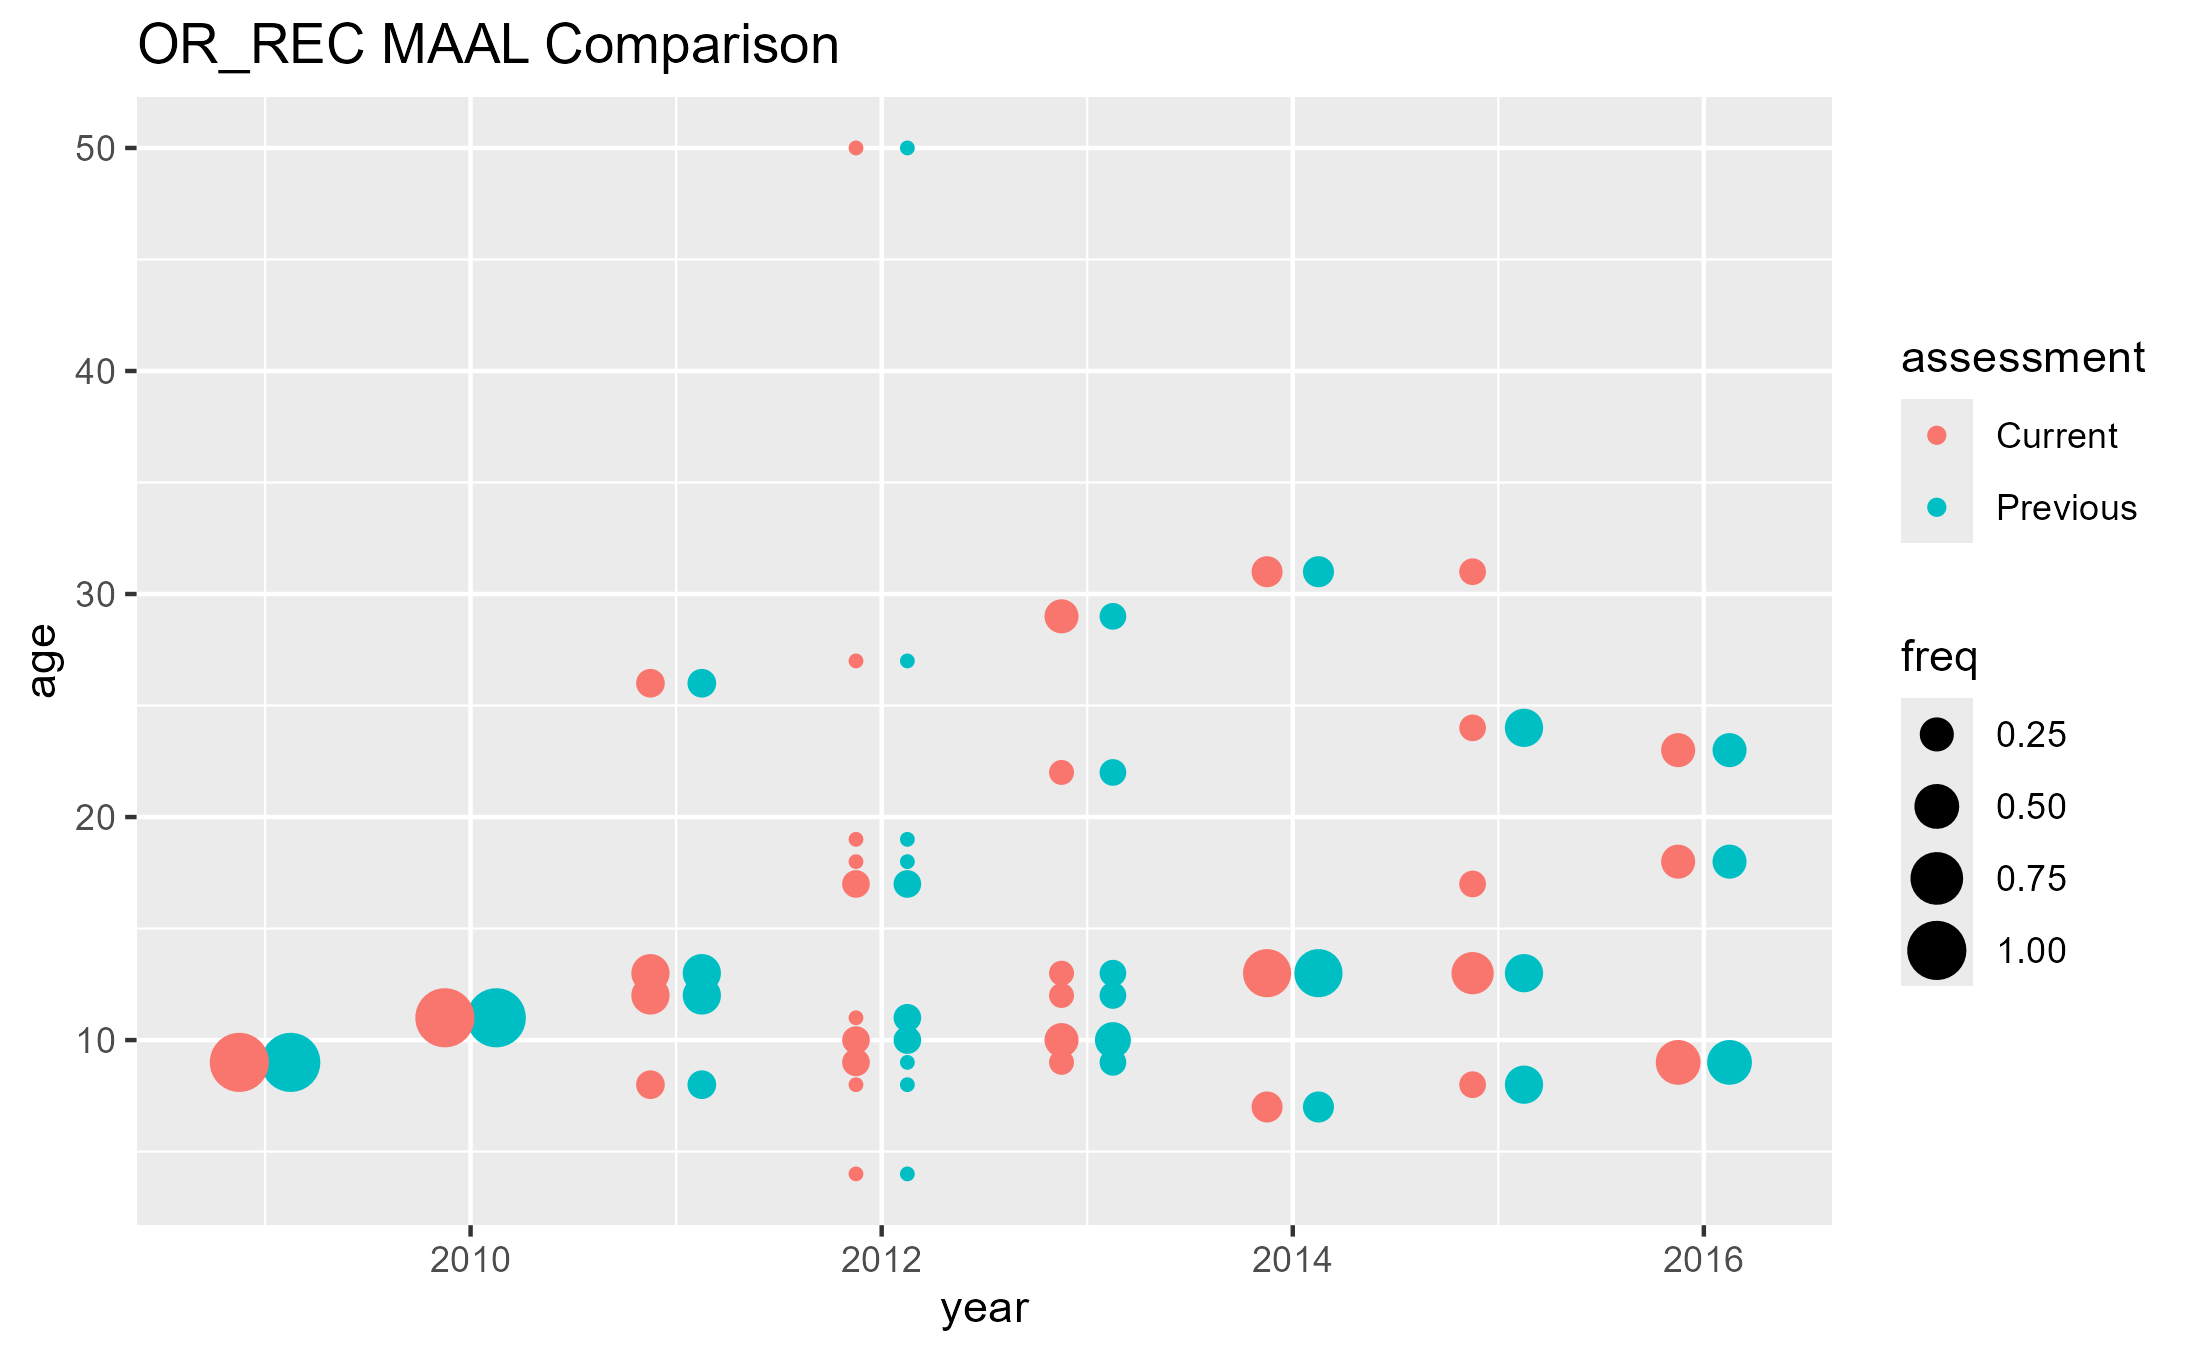 OR_REC MAAL Comparison
50
40
30
20
10
age
2010 2012 2014 2016
year
assessment
Current
Previous
freq
0.25
0.50
0.75
1.00